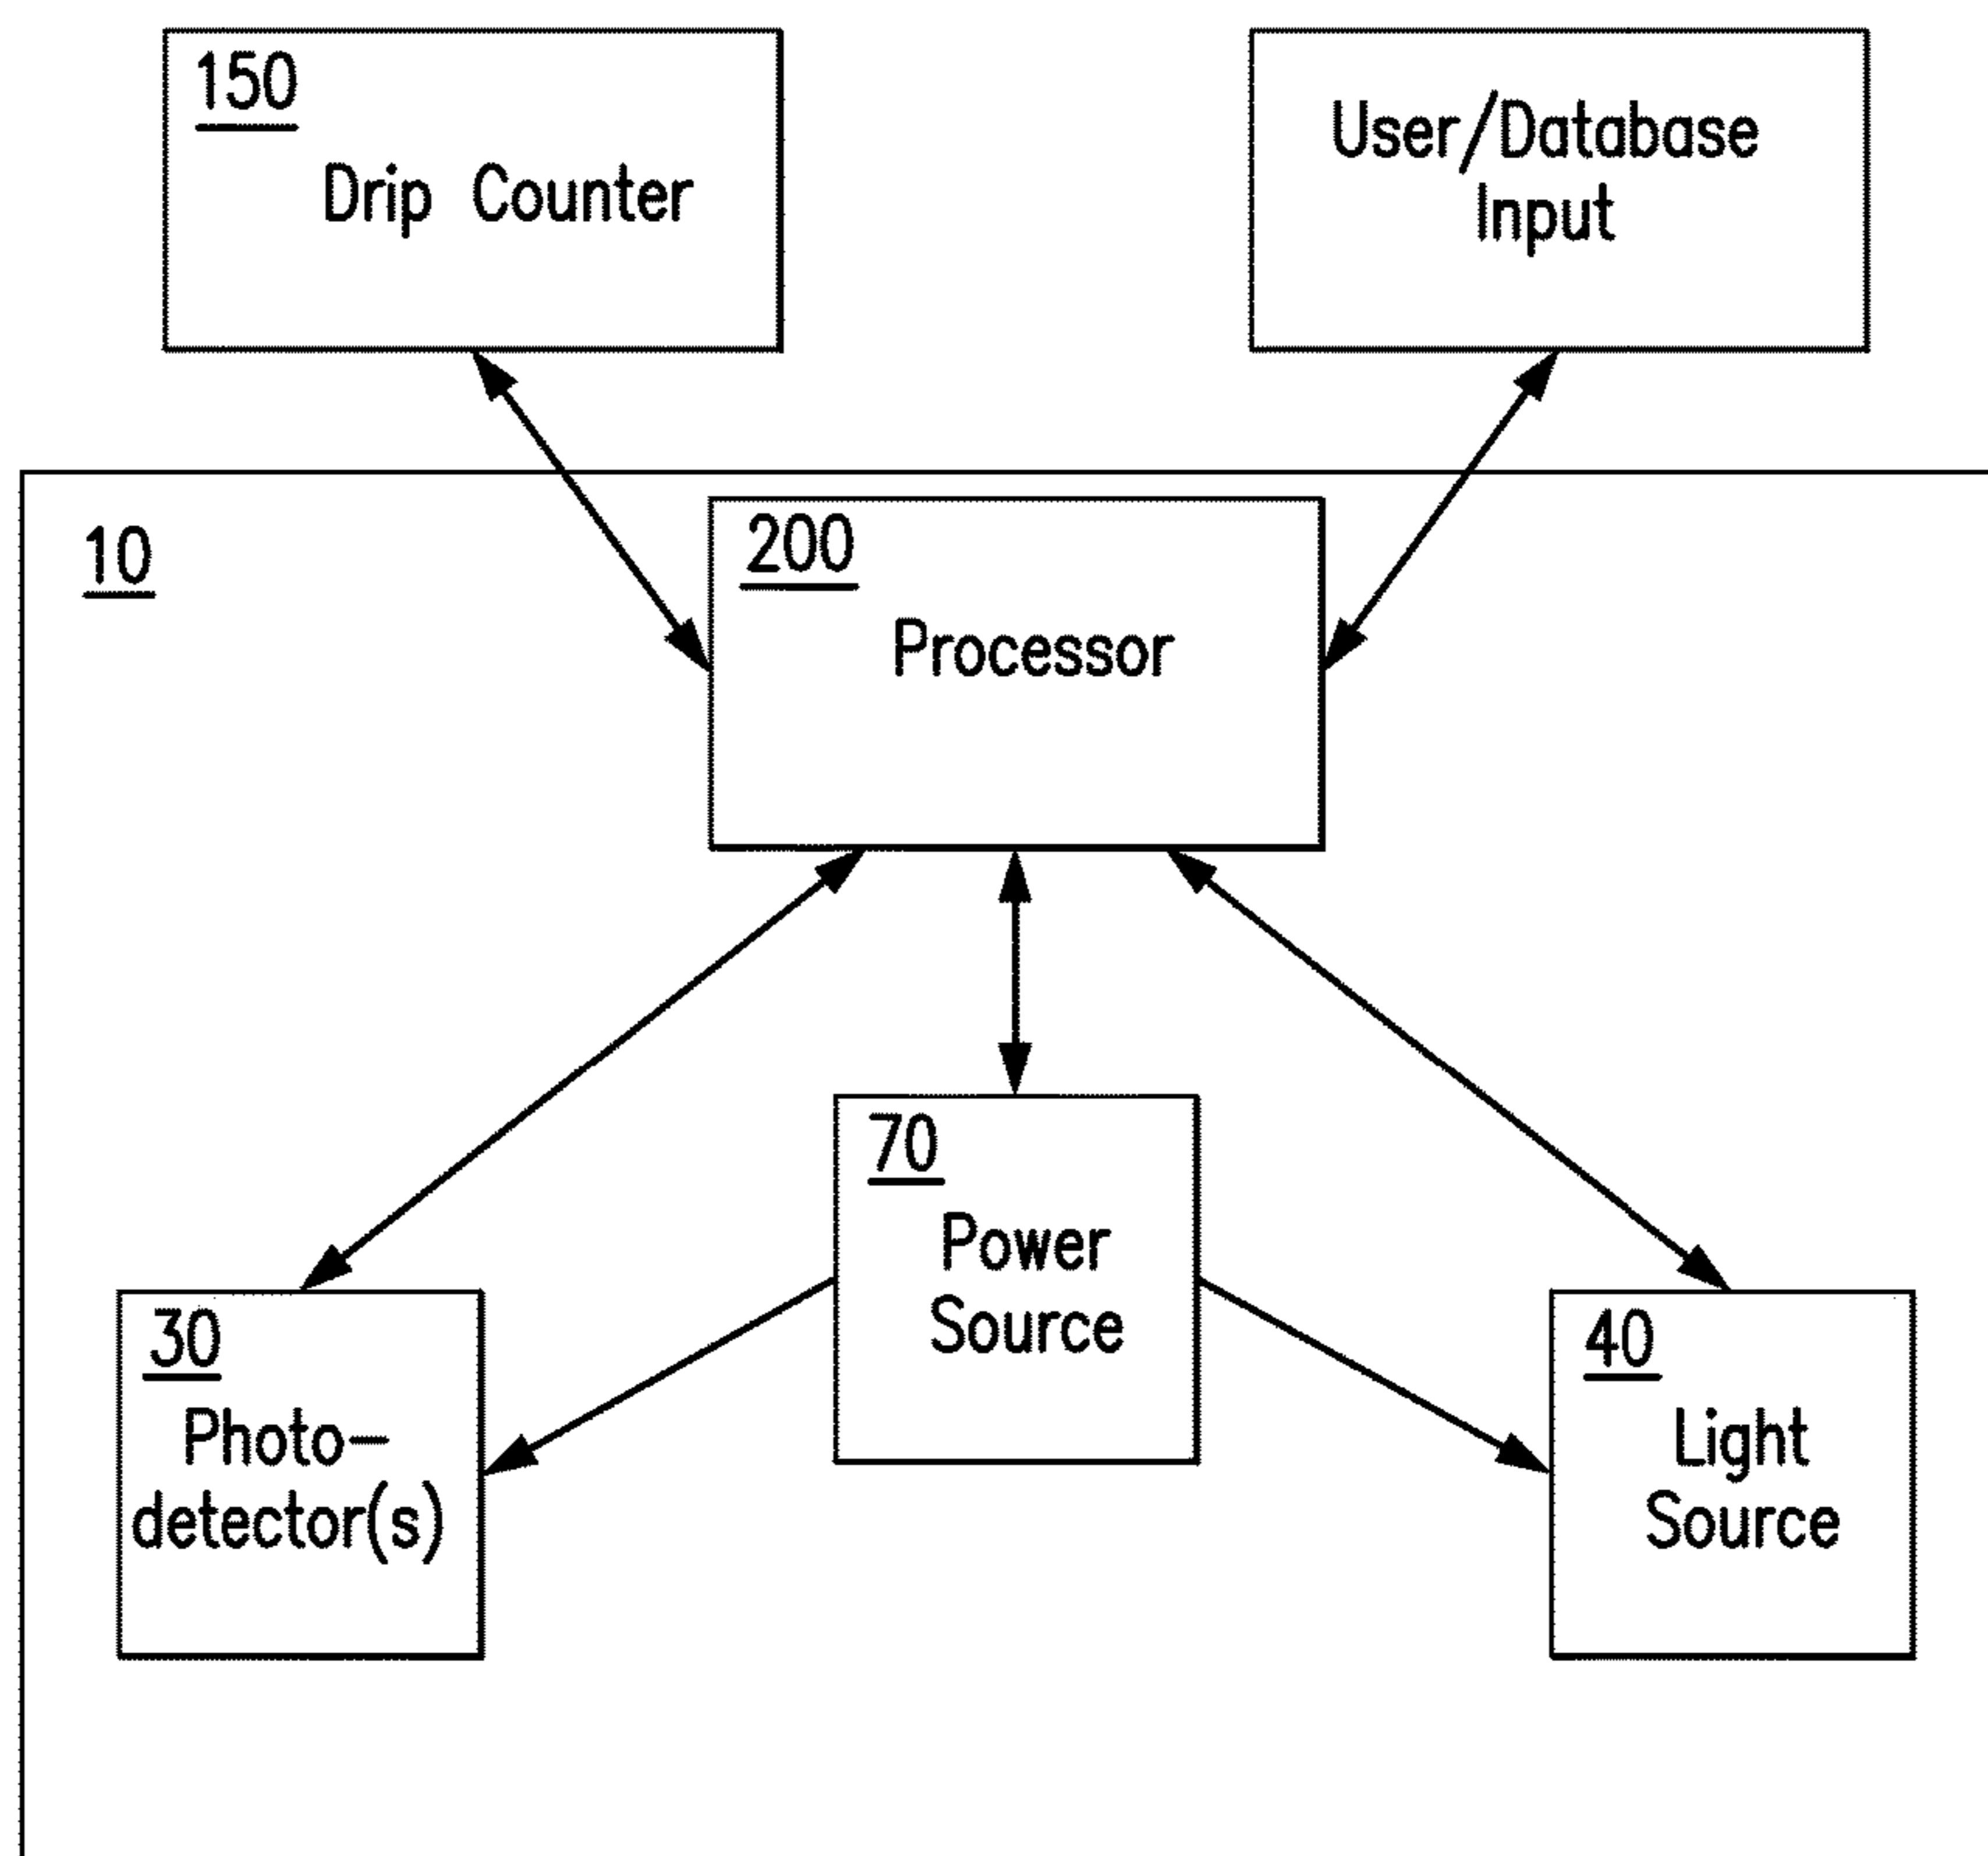 150
Drip Counter
User/Database
Input
10
200
Processor
70
Power
Source
30
Photo-
detector(s)
40
Light
Source